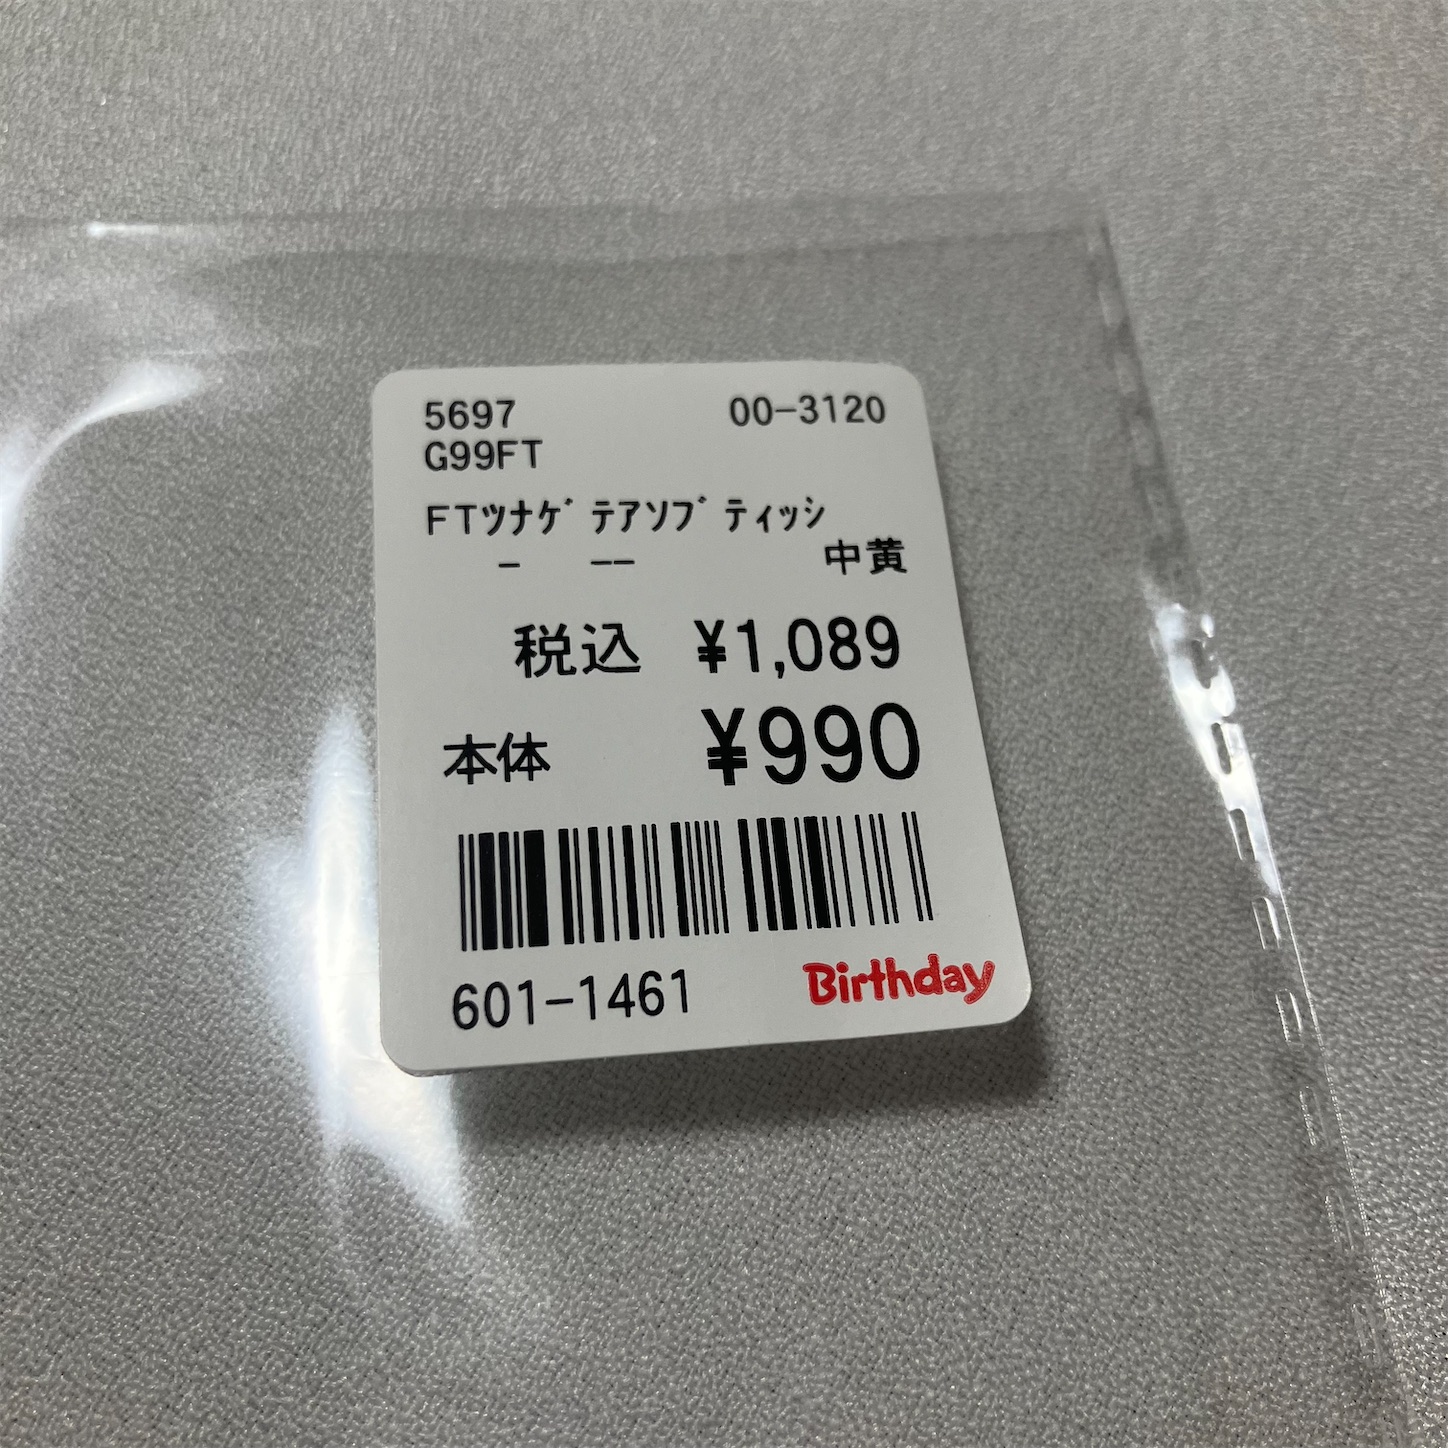 5697 00-3120
G99FT
FTツナゲテアソブティッシ
- -- 中黄
税込 ¥1,089
本体 ¥990
601-1461 Birthday